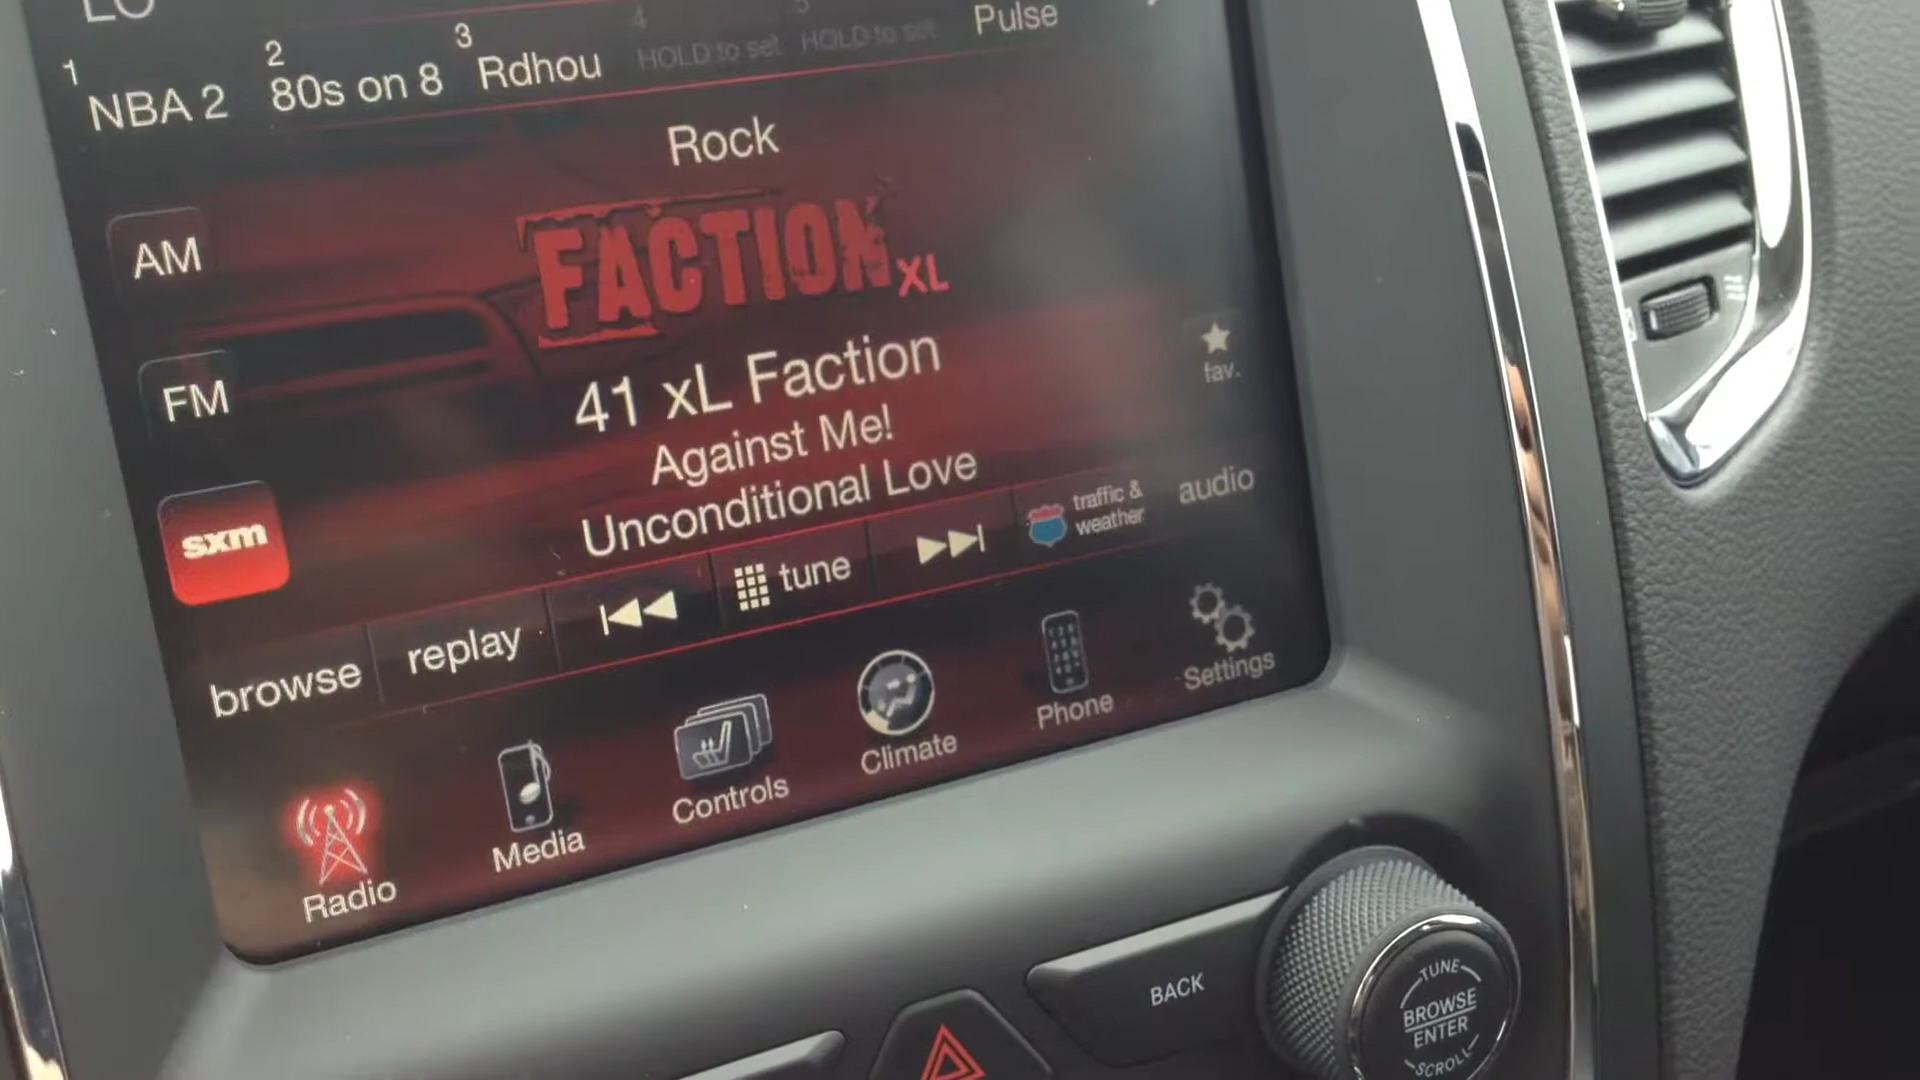 1 NBA 2
2 80s on 8
3 Rdhou
4 HOLD to set
5 HOLD to set
Pulse
Rock
AM
FACTION XL
FM
41 xL Faction
Against Me!
Unconditional Love
fav.
sxm
browse
replay
tune
traffic &
weather
audio
Radio
Media
Controls
Climate
Phone
Settings
BACK
TUNE
BROWSE
ENTER
SCROLL